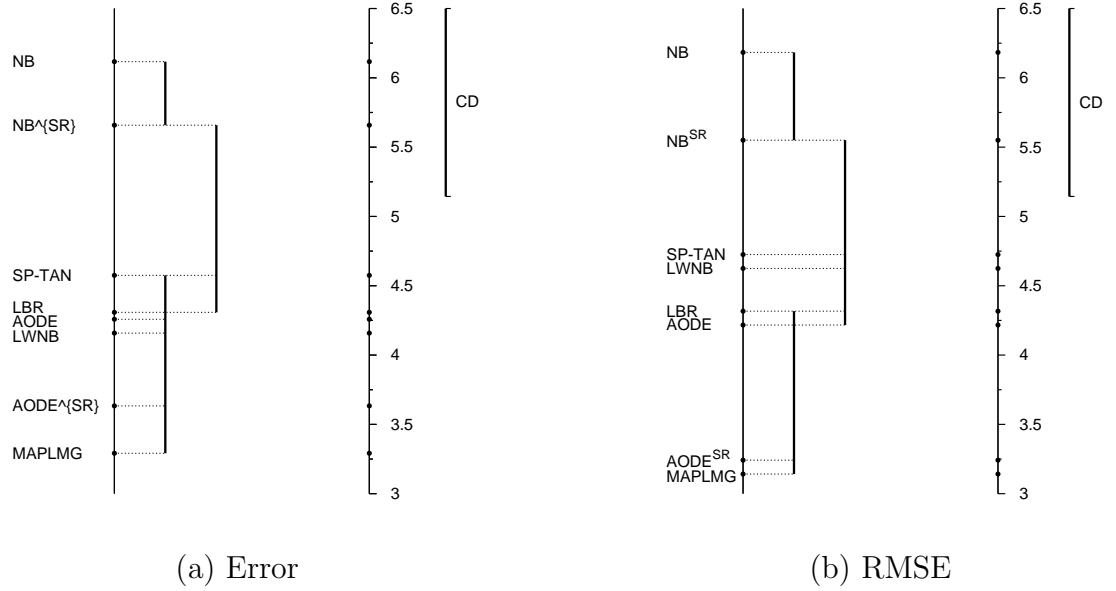 NB
NB^{SR}
SP-TAN
LBR
AODE
LWNB
AODE^{SR}
MAPLMG
6.5
6
5.5
5
4.5
4
3.5
3
CD
(a) Error
NB
NB^SR
SP-TAN
LWNB
LBR
AODE
AODE^SR
MAPLMG
6.5
6
5.5
5
4.5
4
3.5
3
CD
(b) RMSE